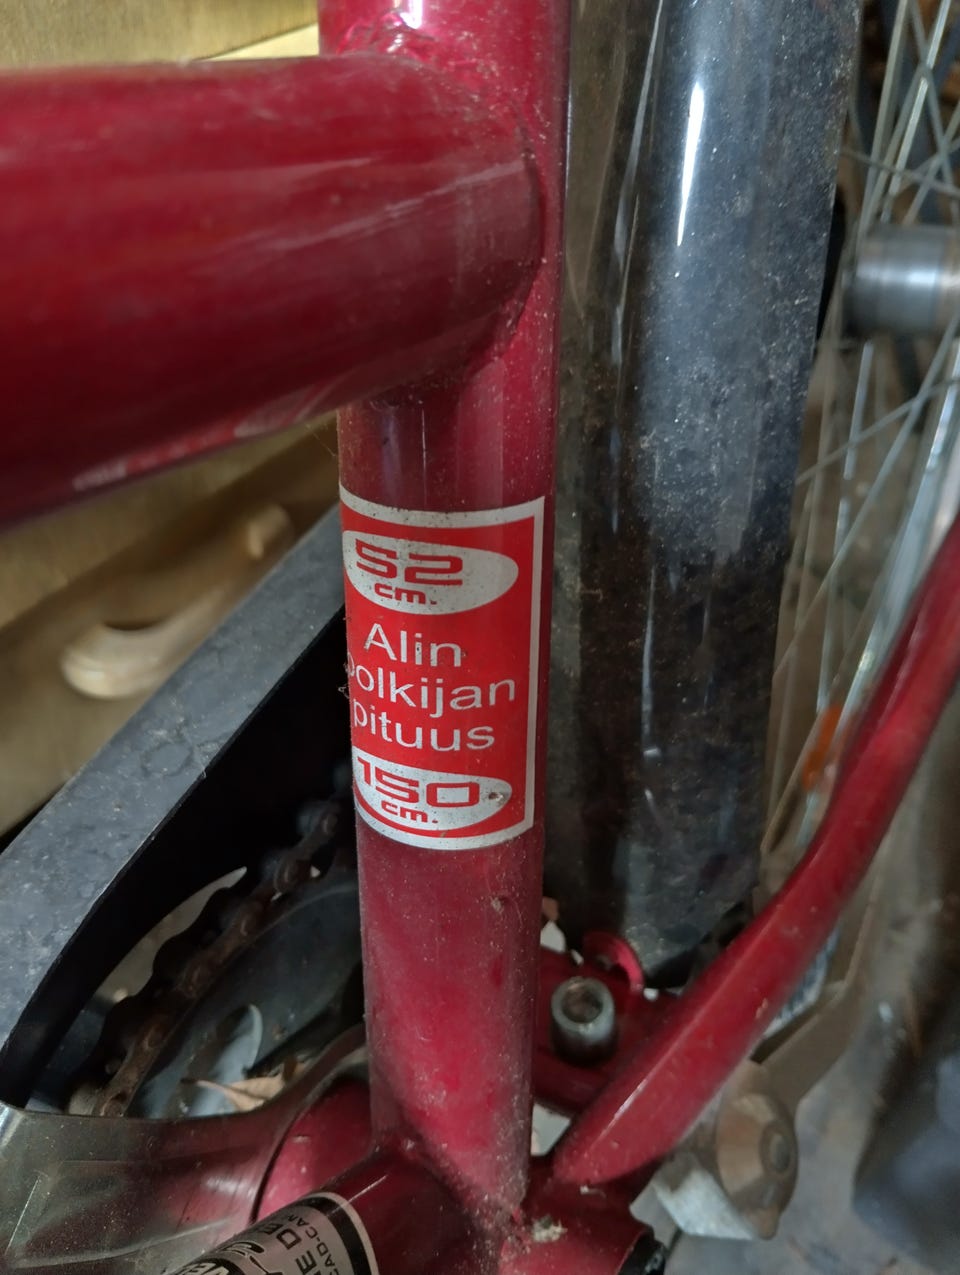 52
cm.
Alin
polkijan
pituus
150
cm.